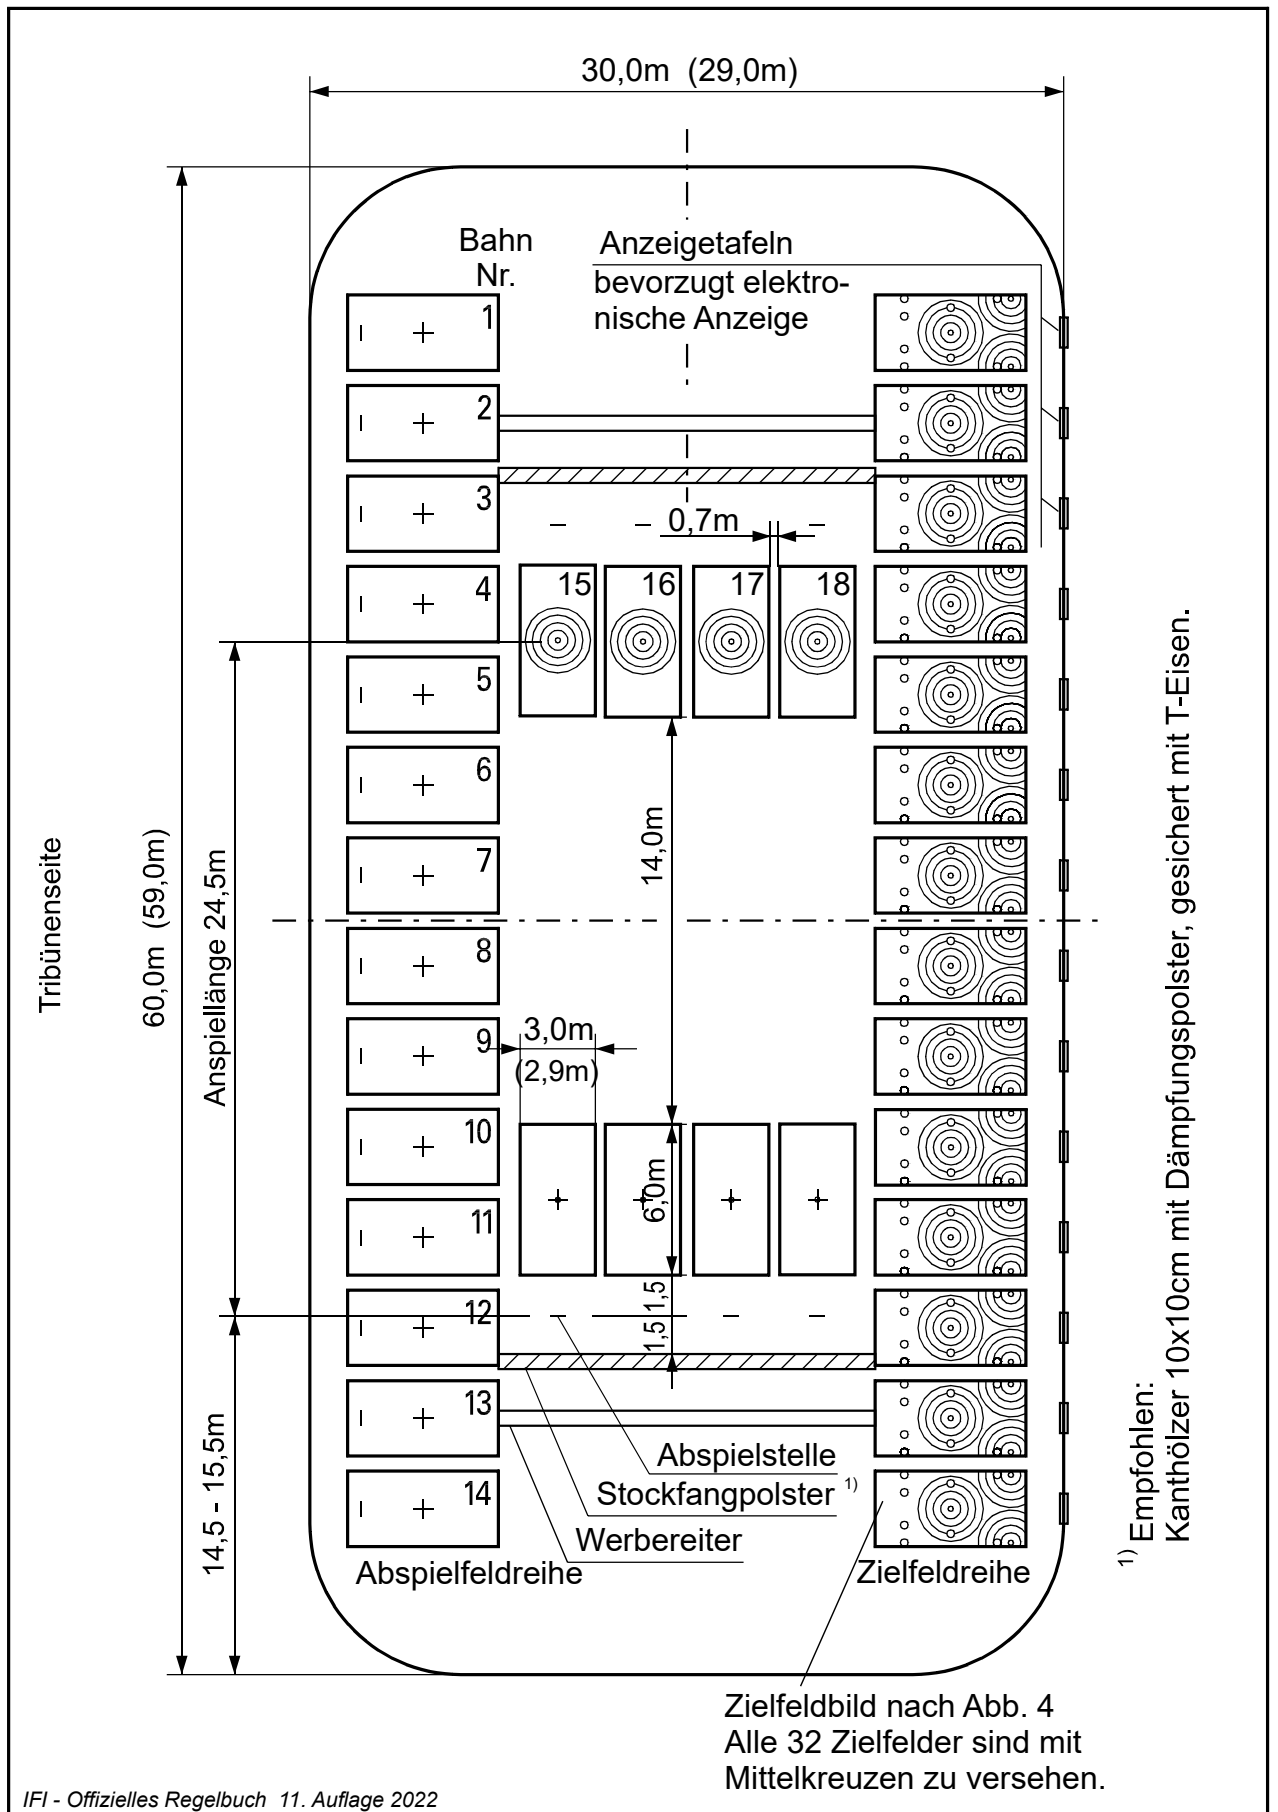 30,0m (29,0m)
Bahn
Nr.
Anzeigetafeln
bevorzugt elektro-
nische Anzeige
1
2
3
0,7m
4
15
16
17
18
5
6
7
14,0m
Tribünenseite
60,0m (59,0m)
Anspiellänge 24,5m
8
9
3,0m
(2,9m)
10
6,0m
11
1,5 1,5
12
13
14,5 - 15,5m
Abspielstelle
14
Stockfangpolster 1)
Werbereiter
Abspielfeldreihe
Zielfeldreihe
1) Empfohlen:
Kanthölzer 10x10cm mit Dämpfungspolster, gesichert mit T-Eisen.
Zielfeldbild nach Abb. 4
Alle 32 Zielfelder sind mit
Mittelkreuzen zu versehen.
IFI - Offizielles Regelbuch 11. Auflage 2022